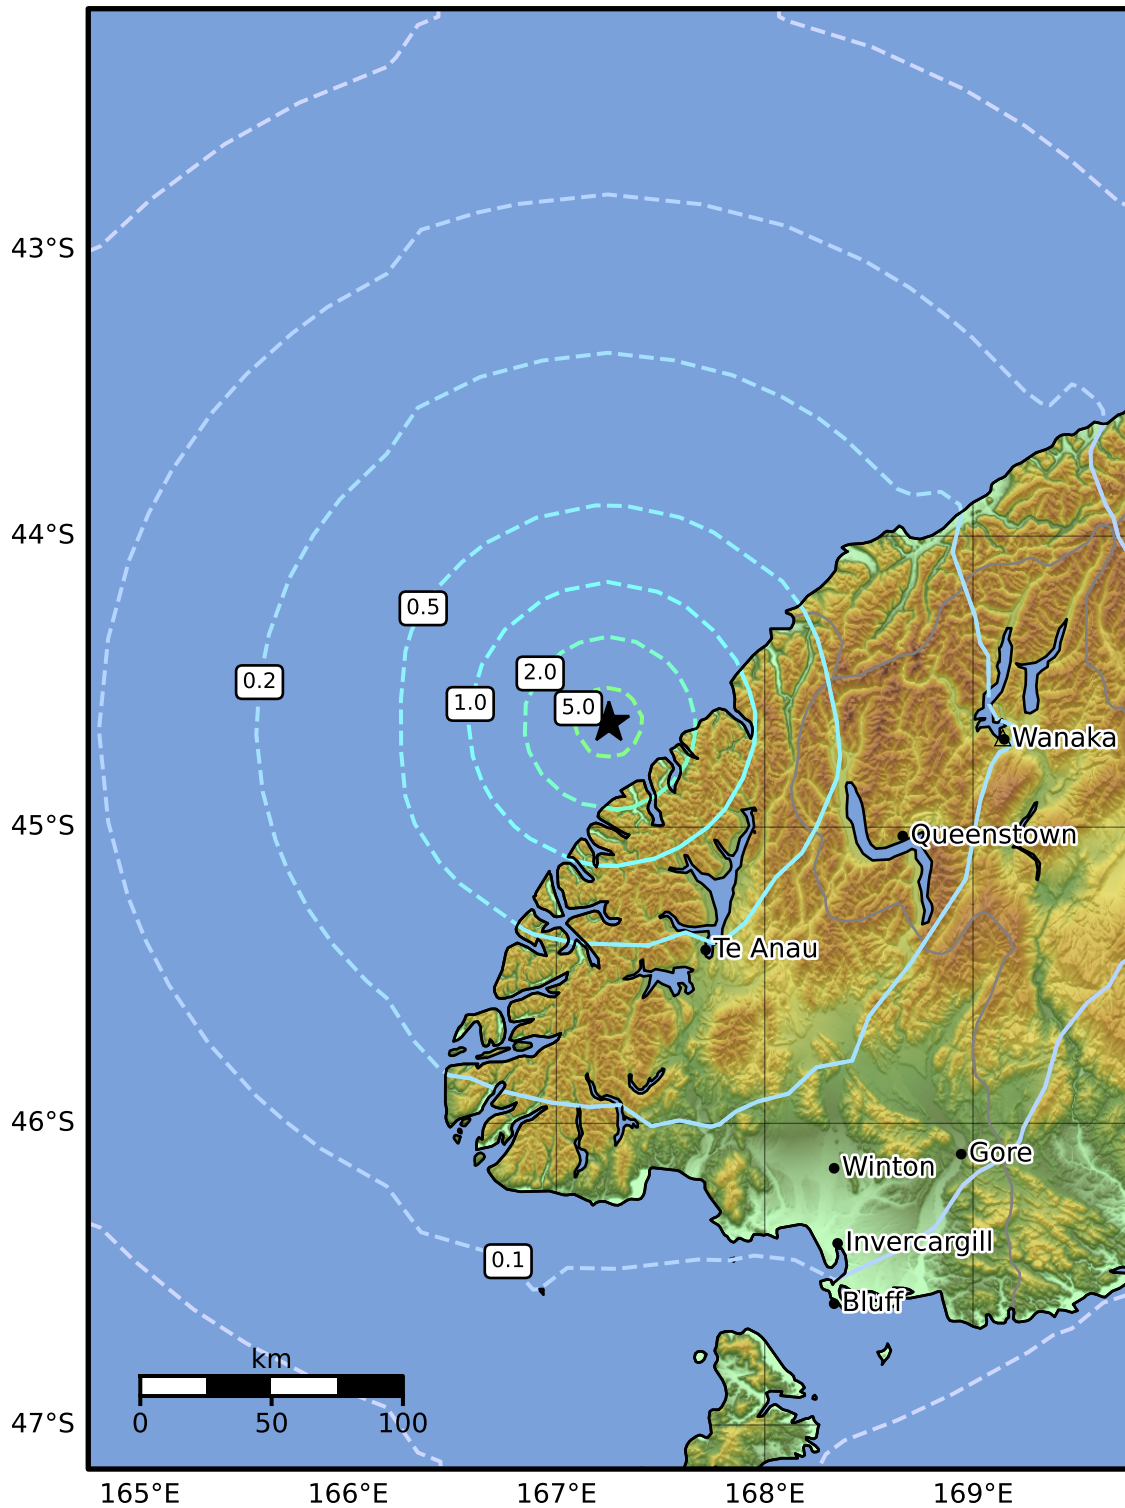 43°S
44°S
0.5
2.0
0.2
1.0
5.0
Wanaka
45°S
Queenstown
Te Anau
46°S
Gore
Winton
Invercargill
0.1
Bluff
km
0 50 100
47°S
165°E 166°E 167°E 168°E 169°E